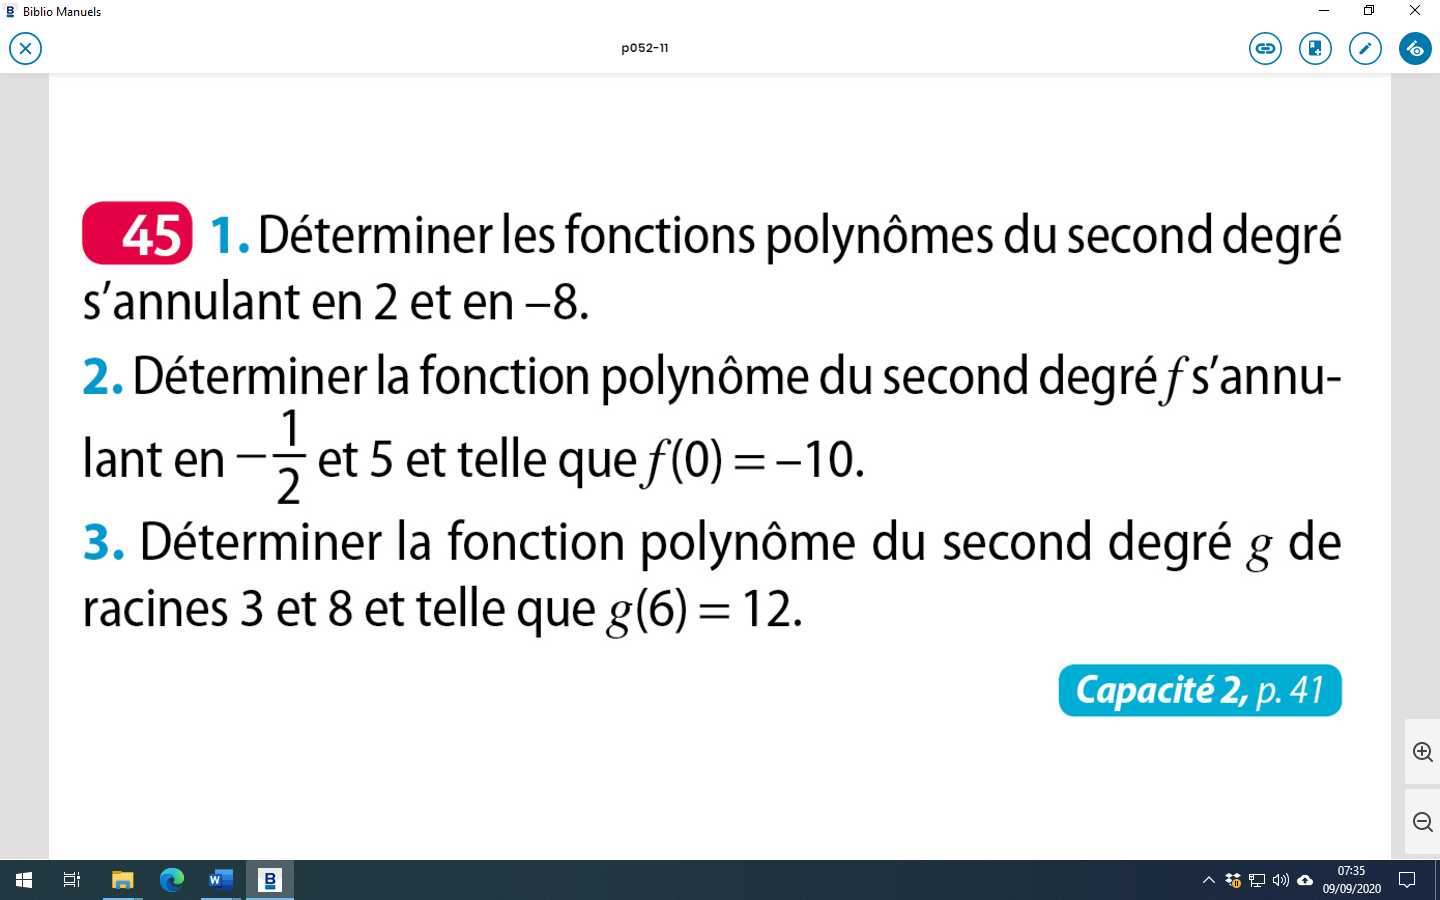 Biblio Manuels
p052-11
45 1. Déterminer les fonctions polynômes du second degré
s’annulant en 2 et en –8.
2. Déterminer la fonction polynôme du second degré f s’annu-
lant en –1/2 et 5 et telle que f(0) = –10.
3. Déterminer la fonction polynôme du second degré g de
racines 3 et 8 et telle que g(6) = 12.
Capacité 2, p. 41
07:35
09/09/2020